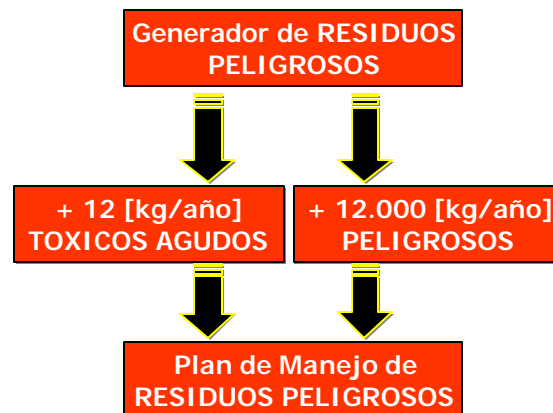 Generador de RESIDUOS
PELIGROSOS
+ 12 [kg/año]
TOXICOS AGUDOS
+ 12.000 [kg/año]
PELIGROSOS
Plan de Manejo de
RESIDUOS PELIGROSOS